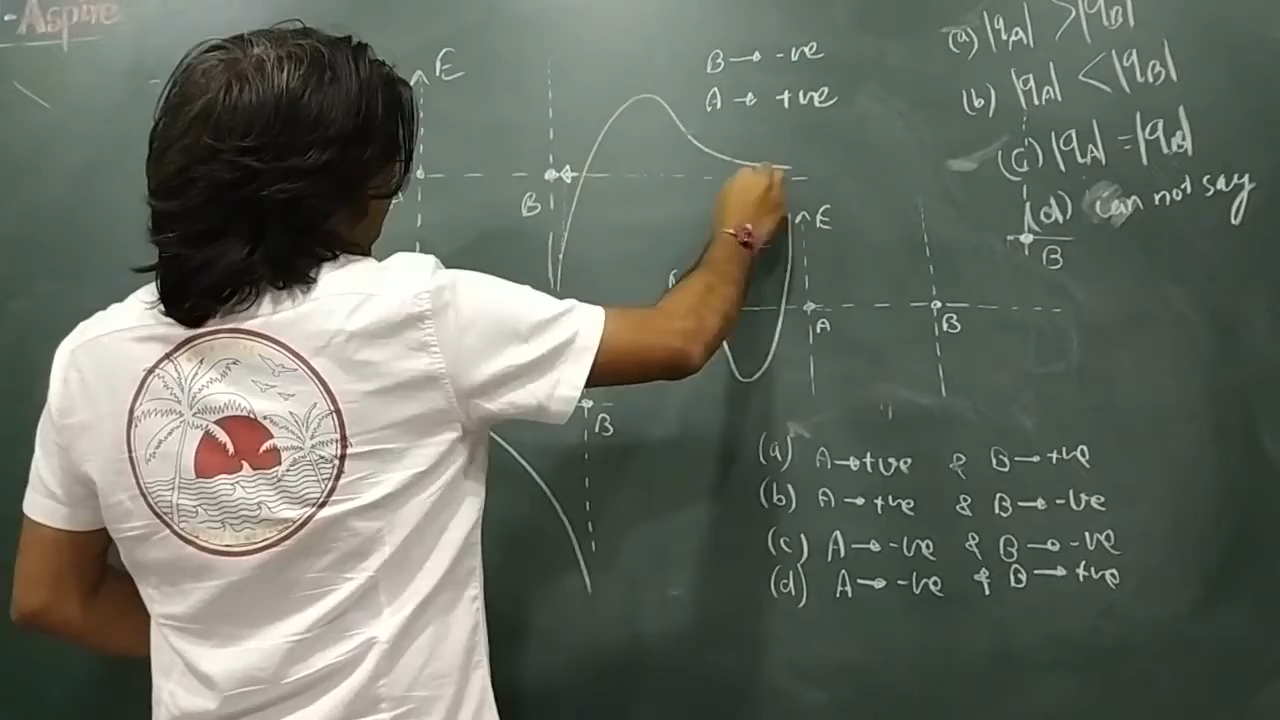 -Aspire
E
B → -ve
A → +ve
(a) |qA| > |qB|
(b) |qA| < |qB|
(c) |qA| = |qB|
(d) can not say
B
B
E
A
B
B
(a) A→+ve & B→+ve
(b) A→+ve & B→-ve
(c) A→-ve & B→-ve
(d) A→-ve & B→+ve